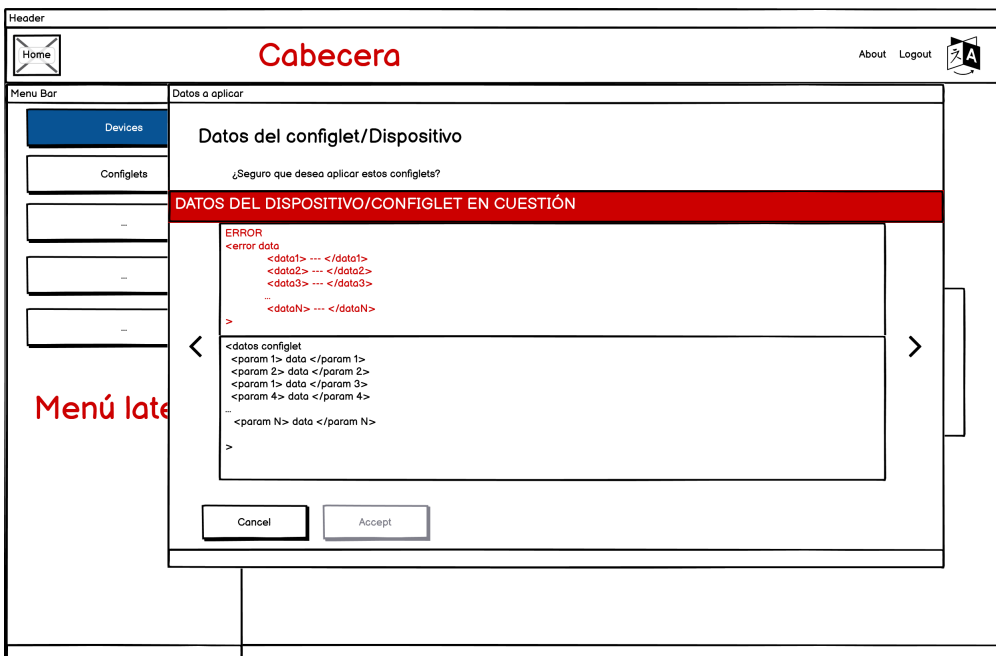 Header
Home
Cabecera
About Logout
Menu Bar
Datos a aplicar
Devices
Datos del configlet/Dispositivo
Configlets
¿Seguro que desea aplicar estos configlets?
DATOS DEL DISPOSITIVO/CONFIGLET EN CUESTIÓN
...
ERROR
<error data
<data1> --- </data1>
<data2> --- </data2>
<data3> --- </data3>
...
<dataN> --- </dataN>
>
...
...
<datos configlet
<param 1> data </param 1>
<param 2> data </param 2>
<param 1> data </param 3>
<param 4> data </param 4>
...
<param N> data </param N>
>
Menú late
Cancel
Accept